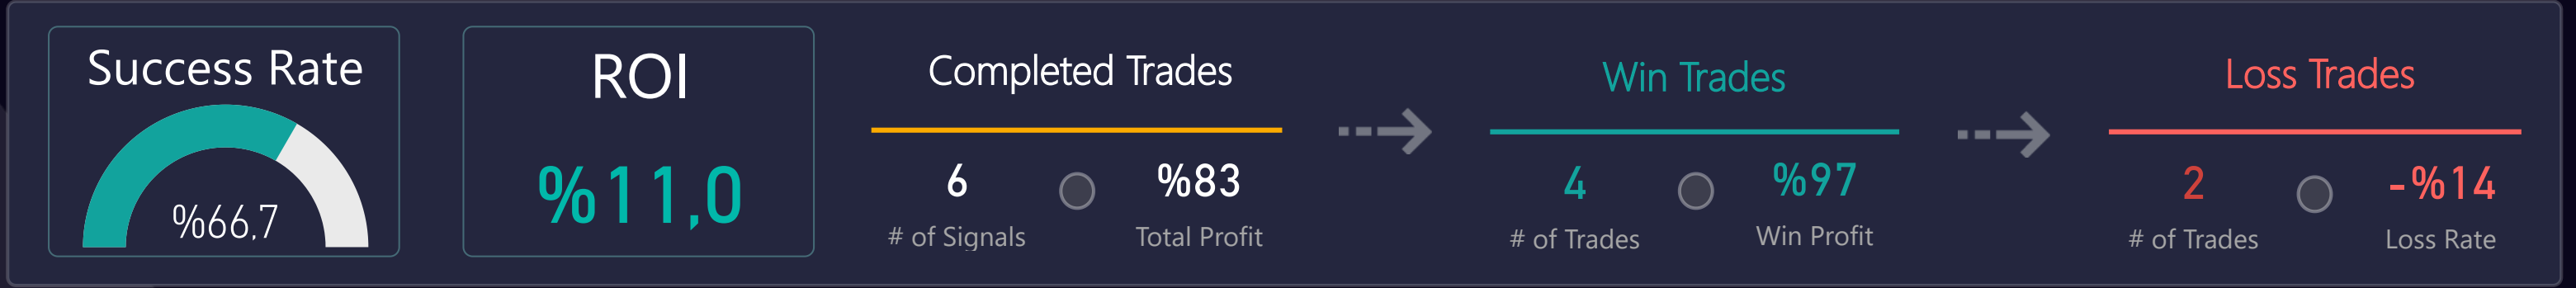 Success Rate
%66,7
ROI
%11,0
Completed Trades
6
%83
# of Signals
Total Profit
Win Trades
4
%97
# of Trades
Win Profit
Loss Trades
2
-%14
# of Trades
Loss Rate